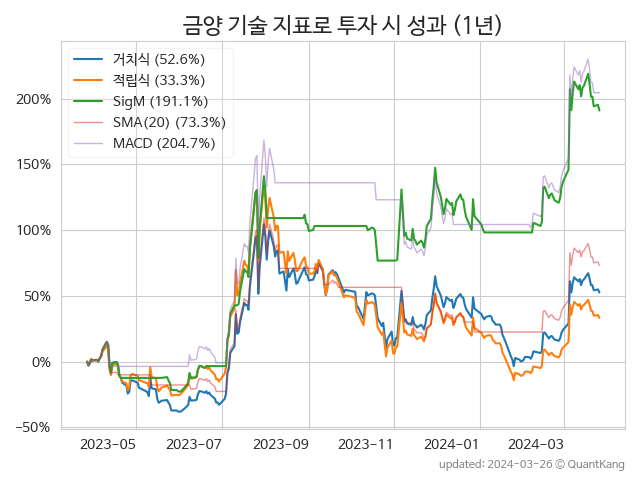 금양 기술 지표로 투자 시 성과 (1년)
거치식 (52.6%)
적립식 (33.3%)
SigM (191.1%)
SMA(20) (73.3%)
MACD (204.7%)
200%
150%
100%
50%
0%
−50%
2023-05
2023-07
2023-09
2023-11
2024-01
2024-03
updated: 2024-03-26 © QuantKang